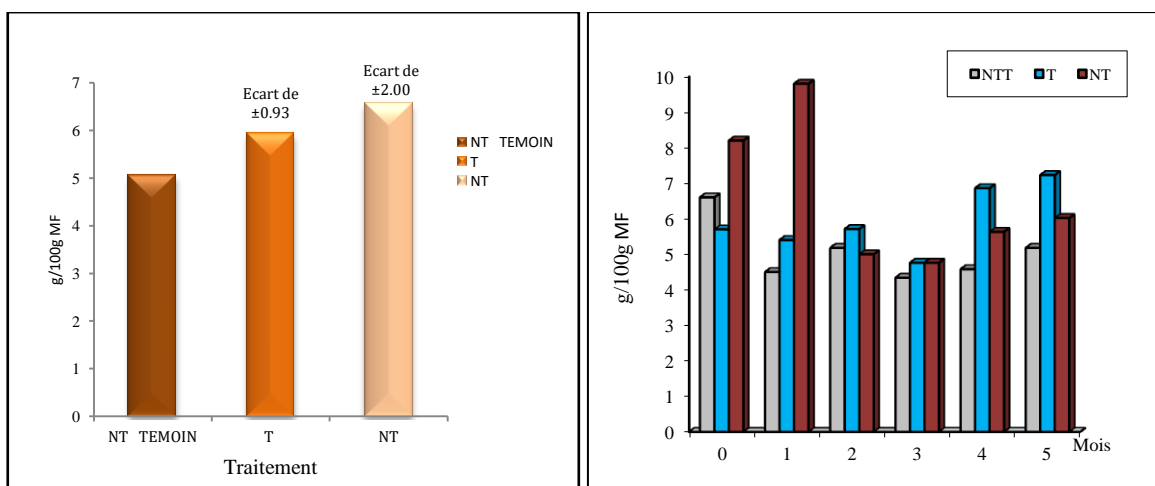 g/100g MF
7
6
5
4
3
2
1
0
Ecart de
±0.93
Ecart de
±2.00
NT TEMOIN
T
NT
NT TEMOIN
T
NT
Traitement
NTT
T
NT
g/100g MF
10
9
8
7
6
5
4
3
2
1
0
0
1
2
3
4
5
Mois